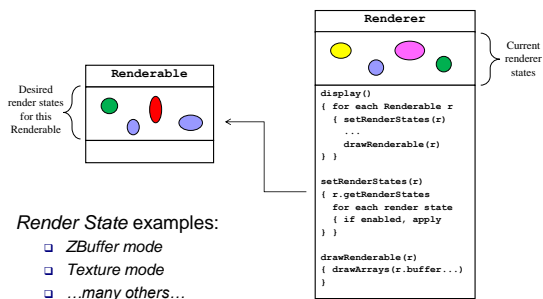 Renderer
Current
renderer
states
Renderable
Desired
render states
for this
Renderable
display()
{ for each Renderable r
{ setRenderStates(r)
...
drawRenderable(r)
} }
setRenderStates(r)
{ r.getRenderStates
for each render state
{ if enabled, apply
} }
drawRenderable(r)
{ drawArrays(r.buffer...)
}
Render State examples:
ZBuffer mode
Texture mode
…many others…